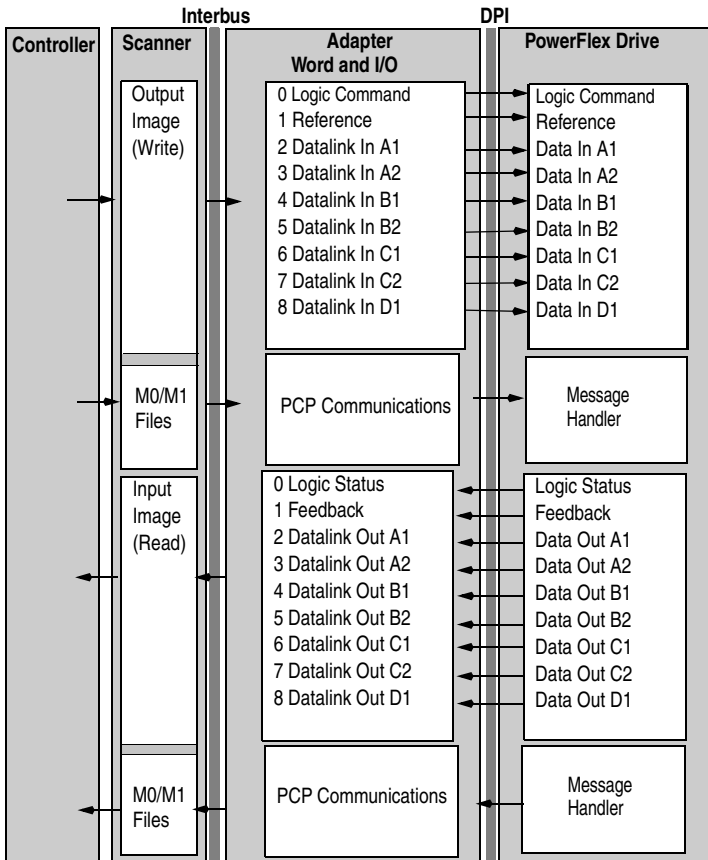 Interbus DPI
Controller Scanner Adapter PowerFlex Drive
Word and I/O
Output
Image
(Write)
0 Logic Command
1 Reference
2 Datalink In A1
3 Datalink In A2
4 Datalink In B1
5 Datalink In B2
6 Datalink In C1
7 Datalink In C2
8 Datalink In D1
Logic Command
Reference
Data In A1
Data In A2
Data In B1
Data In B2
Data In C1
Data In C2
Data In D1
M0/M1
Files
PCP Communications
Message
Handler
Input
Image
(Read)
0 Logic Status
1 Feedback
2 Datalink Out A1
3 Datalink Out A2
4 Datalink Out B1
5 Datalink Out B2
6 Datalink Out C1
7 Datalink Out C2
8 Datalink Out D1
Logic Status
Feedback
Data Out A1
Data Out A2
Data Out B1
Data Out B2
Data Out C1
Data Out C2
Data Out D1
M0/M1
Files
PCP Communications
Message
Handler